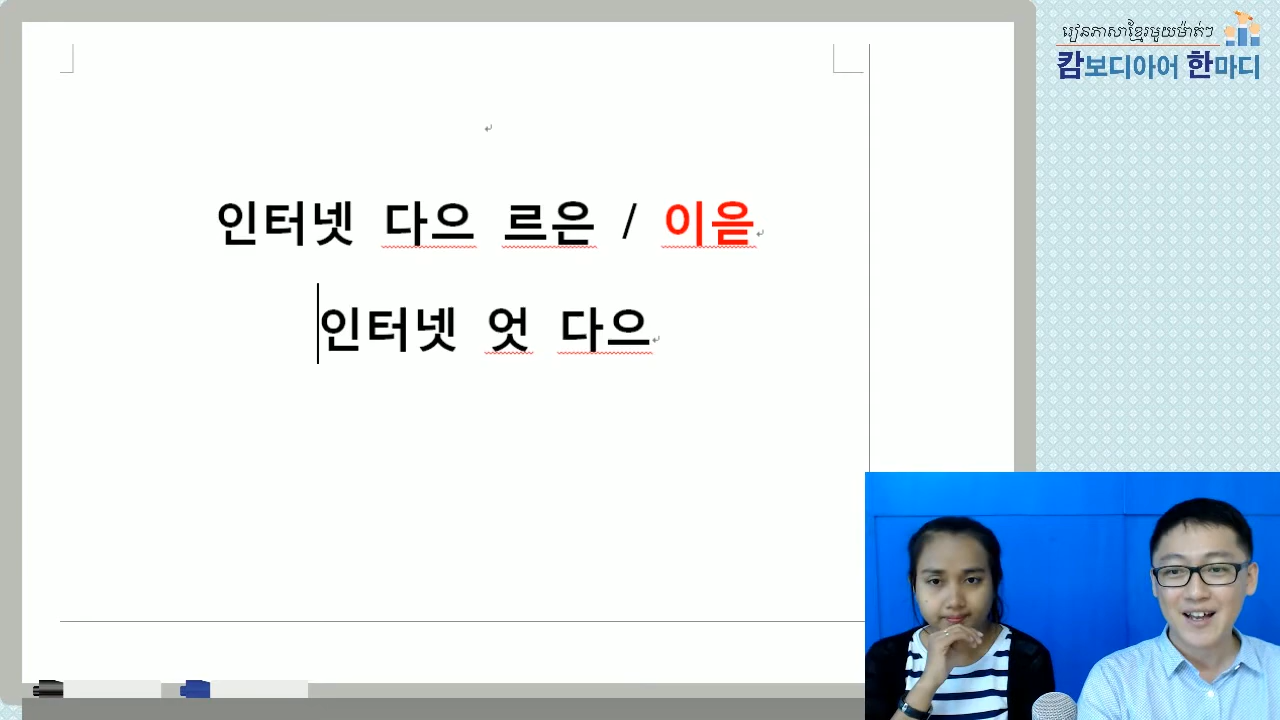 រៀនភាសាខ្មែរមួយម៉ាត់ៗ
캄보디아어 한마디
인터넷 다으 르은 / 이읃
인터넷 엇 다으